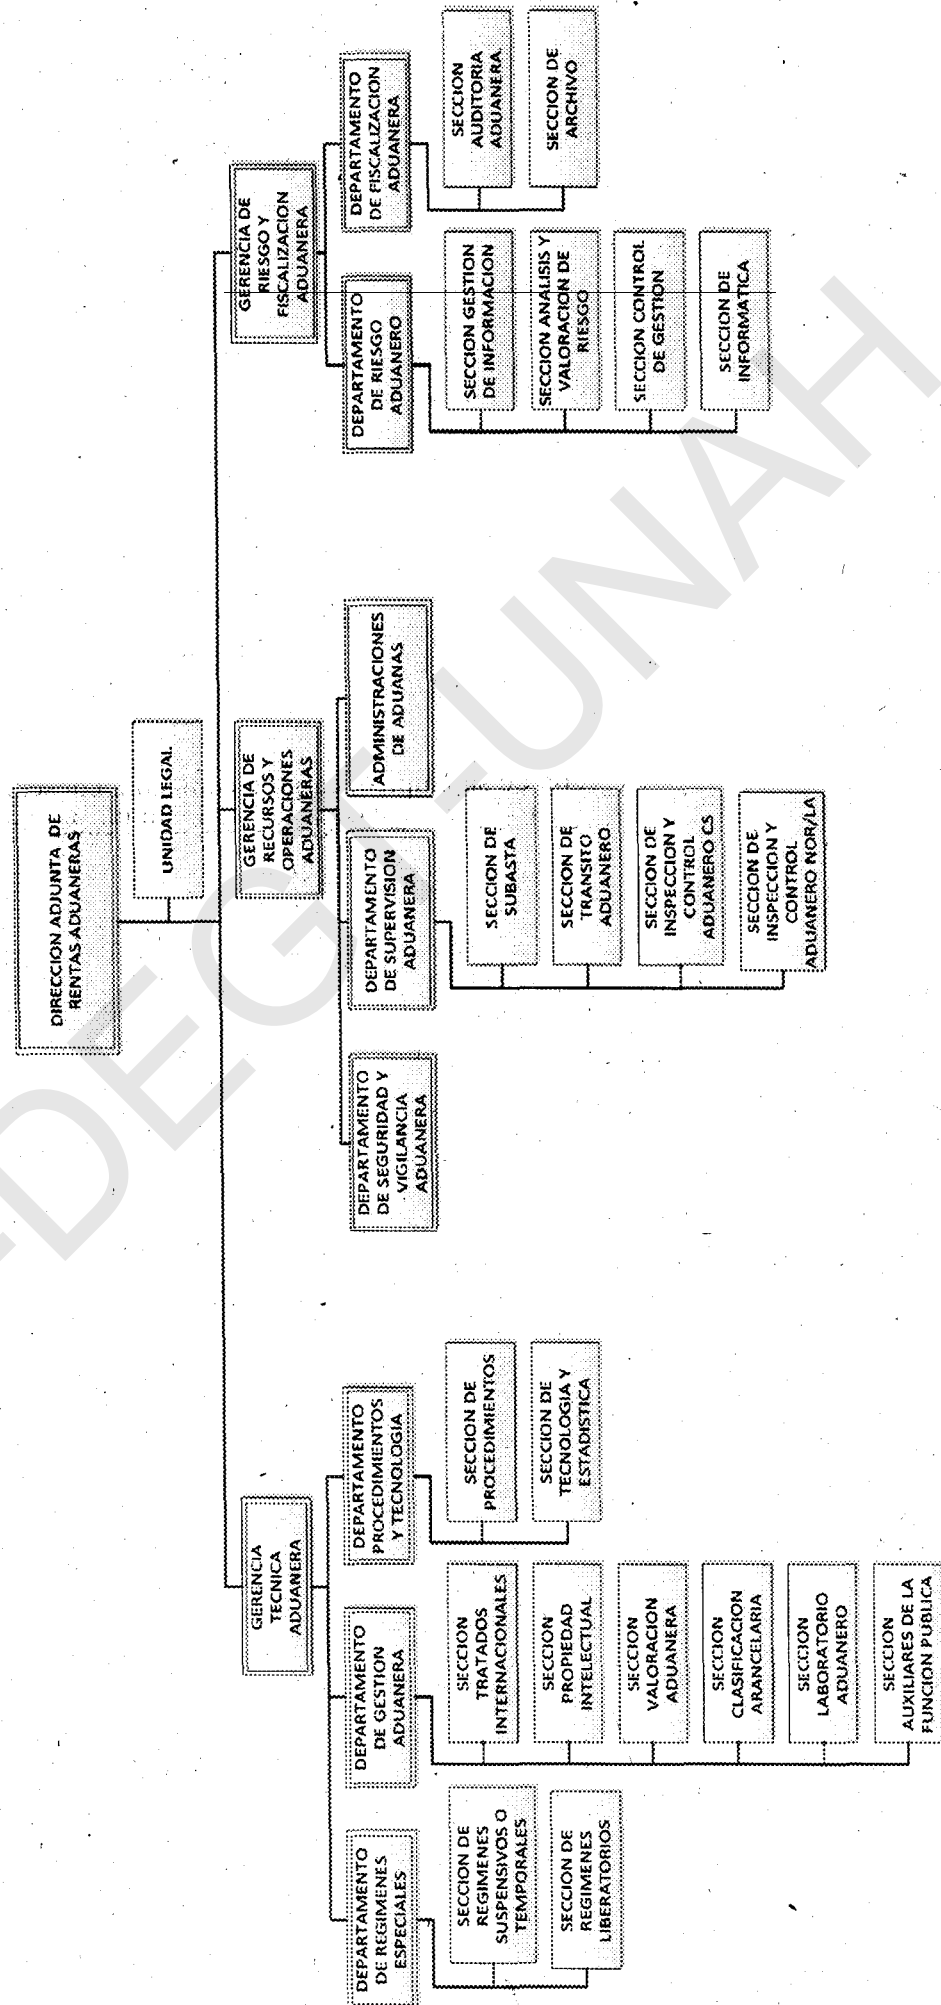 DIRECCION ADJUNTA DE
RENTAS ADUANERAS
UNIDAD LEGAL
GERENCIA
TECNICA
ADUANERA
GERENCIA DE
RECURSOS Y
OPERACIONES
ADUANERAS
GERENCIA DE
RIESGO Y
FISCALIZACION
ADUANERA
DEPARTAMENTO
DE REGIMENES
ESPECIALES
SECCION DE
REGIMENES
SUSPENSIVOS O
TEMPORALES
SECCION DE
REGIMENES
LIBERATORIOS
DEPARTAMENTO
DE GESTION
ADUANERA
SECCION
TRATADOS
INTERNACIONALES
SECCION
PROPIEDAD
INTELECTUAL
SECCION
VALORACION
ADUANERA
SECCION
CLASIFICACION
ARANCELARIA
SECCION
LABORATORIO
ADUANERO
SECCION
AUXILIARES DE LA
FUNCION PUBLICA
DEPARTAMENTO
PROCEDIMIENTOS
Y TECNOLOGIA
SECCION DE
PROCEDIMIENTOS
SECCION DE
TECNOLOGIA Y
ESTADISTICA
DEPARTAMENTO
DE SEGURIDAD Y
VIGILANCIA
ADUANERA
DEPARTAMENTO
DE SUPERVISION
ADUANERA
SECCION DE
SUBASTA
SECCION DE
TRANSITO
ADUANERO
SECCION DE
INSPECCION Y
CONTROL
ADUANERO CS
SECCION DE
INSPECCION Y
CONTROL
ADUANERO NOR/LA
ADMINISTRACIONES
DE ADUANAS
DEPARTAMENTO
DE RIESGO
ADUANERO
SECCION GESTION
DE INFORMACION
SECCION ANALISIS Y
VALORACION DE
RIESGO
SECCION CONTROL
DE GESTION
SECCION DE
INFORMATICA
DEPARTAMENTO
DE FISCALIZACION
ADUANERA
SECCION
AUDITORIA
ADUANERA
SECCION DE
ARCHIVO
DEGT-UNAH